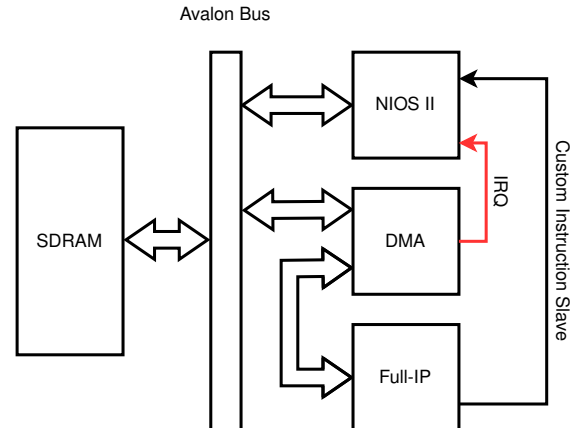 Avalon Bus
NIOS II
SDRAM
DMA
IRQ
Custom Instruction Slave
Full-IP